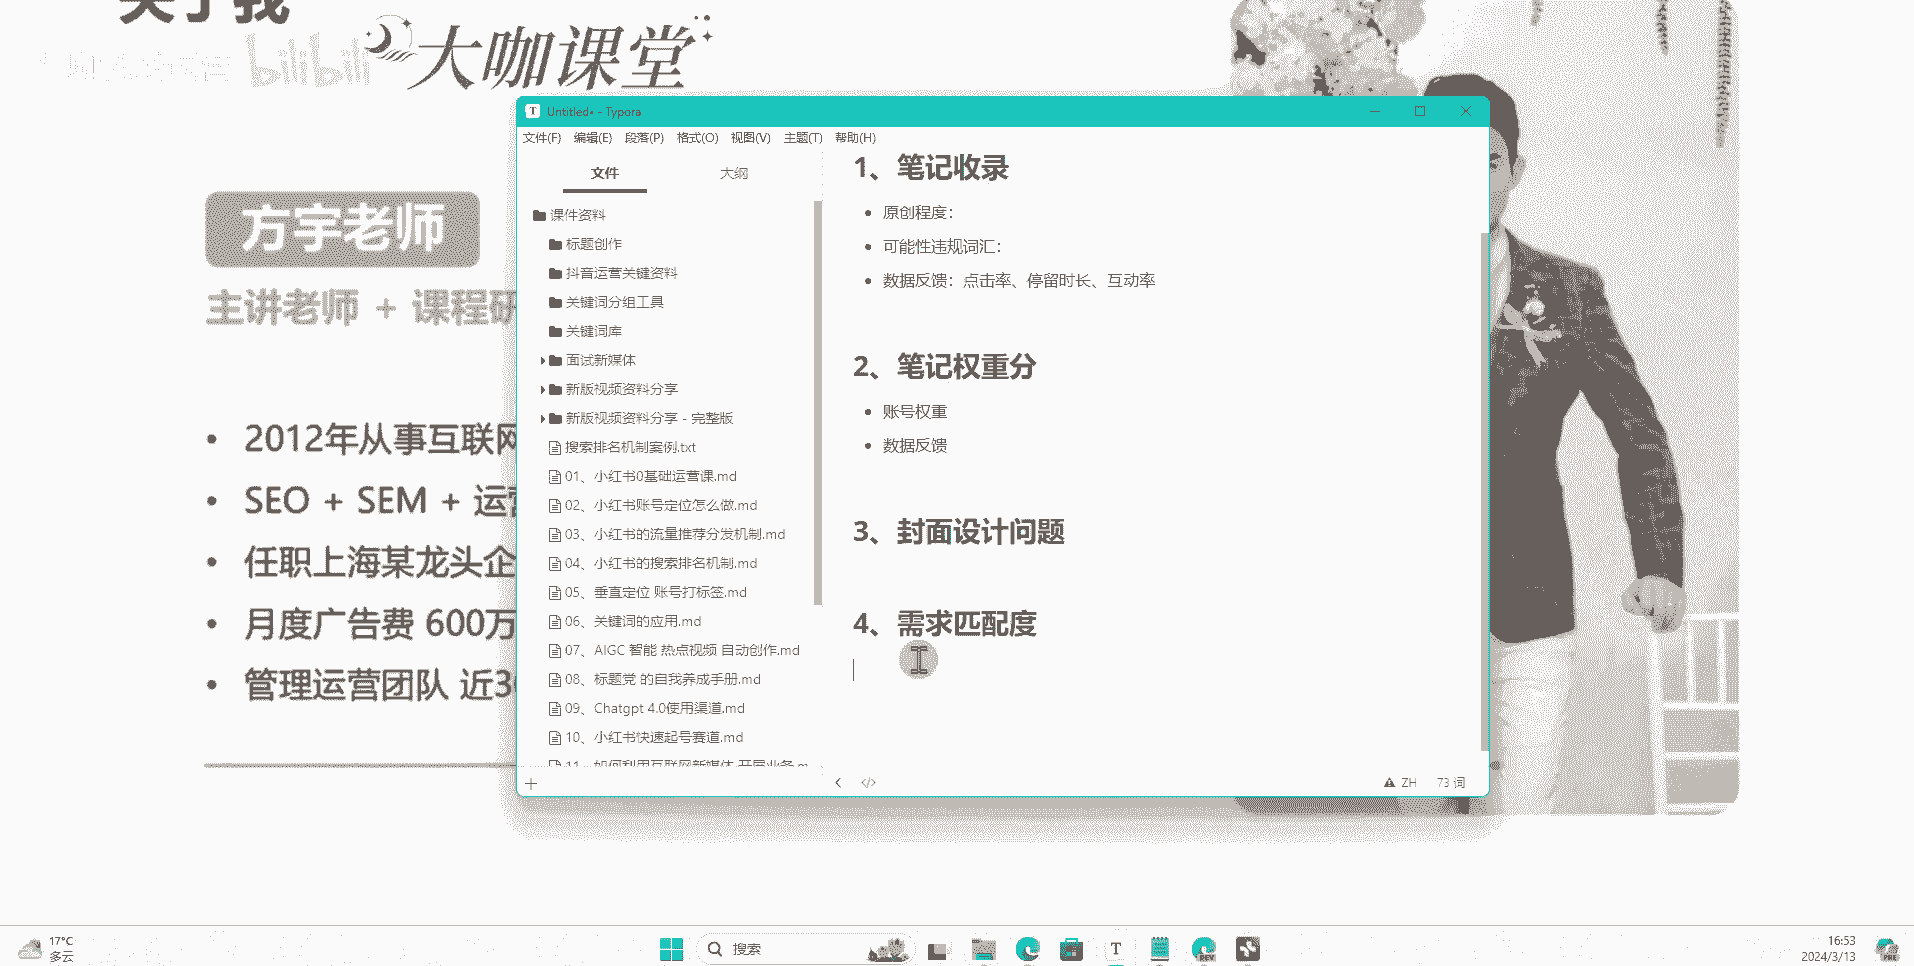 关于我
bilibili
大咖课堂
方宇老师
主讲老师 + 课程研
2012年从事互联网
SEO + SEM + 运营
任职上海某龙头企
月度广告费 600万
管理运营团队 近30
Untitled• - Typora
文件(F) 编辑(E) 段落(P) 格式(O) 视图(V) 主题(T) 帮助(H)
文件 大纲
课件资料
标题创作
抖音运营关键资料
关键词分组工具
关键词库
面试新媒体
新版视频资料分享
新版视频资料分享 - 完整版
搜索排名机制案例.txt
01、小红书0基础运营课.md
02、小红书账号定位怎么做.md
03、小红书的流量推荐分发机制.md
04、小红书的搜索排名机制.md
05、垂直定位 账号打标签.md
06、关键词的应用.md
07、AIGC 智能 热点视频 自动创作.md
08、标题党 的自我养成手册.md
09、Chatgpt 4.0使用渠道.md
10、小红书快速起号赛道.md
11、如何利用互联网新媒体 开展业务.m
1、笔记收录
原创程度：
可能性违规词汇：
数据反馈：点击率、停留时长、互动率
2、笔记权重分
账号权重
数据反馈
3、封面设计问题
4、需求匹配度
ZH 73 词
17°C
多云
搜索
16:53
2024/3/13